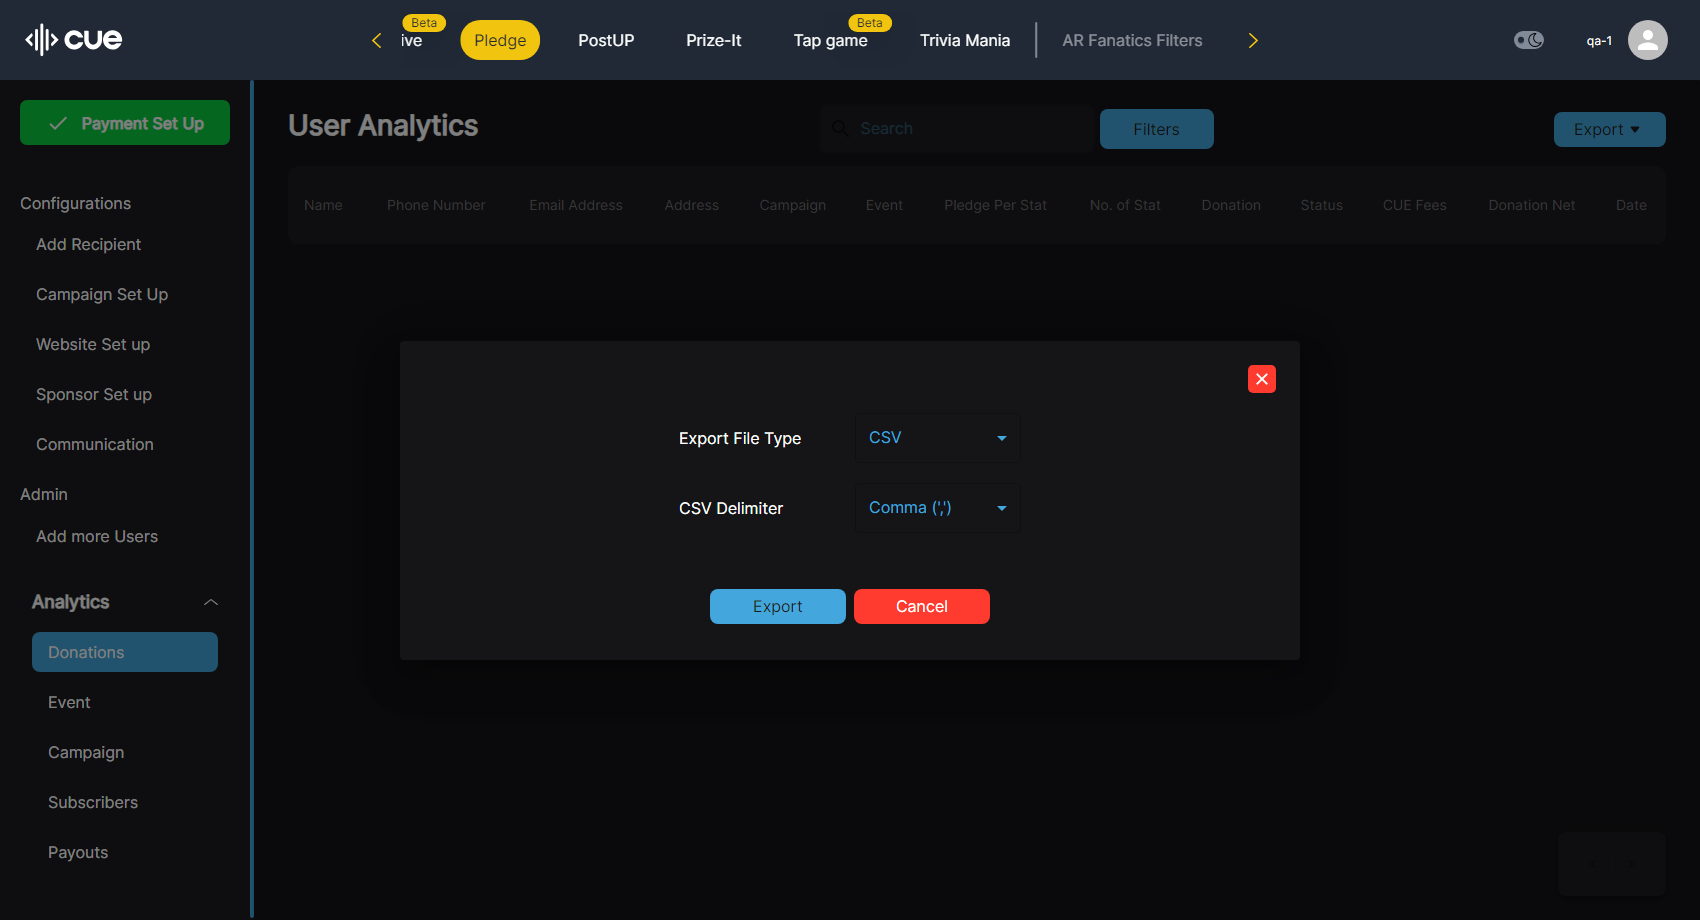 cue
ive
Beta
Pledge
PostUP
Prize-It
Tap game
Beta
Trivia Mania
AR Fanatics Filters
qa-1
Payment Set Up
Configurations
Add Recipient
Campaign Set Up
Website Set up
Sponsor Set up
Communication
Admin
Add more Users
Analytics
Donations
Event
Campaign
Subscribers
Payouts
User Analytics
Search
Filters
Export
Name Phone Number Email Address Address Campaign Event Pledge Per Stat No. of Stat Donation Status CUE Fees Donation Net Date
Export File Type CSV
CSV Delimiter Comma (',')
Export Cancel